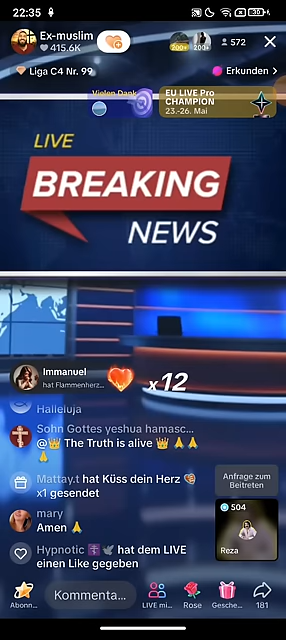 22:35
36
Ex-muslim
415.6K
200+
200+
572
Liga C4 Nr. 99
Erkunden >
Vielen Dank
EU LIVE Pro
CHAMPION
23.-26. Mai
LIVE
BREAKING
NEWS
Immanuel
hat Flammenherz...
x12
Halleluja
Sohn Gottes yeshua hamasc...
@👑 The Truth is alive 👑 🙏 🙏
🙏
Mattay.t hat Küss dein Herz
x1 gesendet
mary
Amen 🙏
Hypnotic ✝️🕊️ hat dem LIVE
einen Like gegeben
Anfrage zum
Beitreten
504
Reza
Abonn...
Kommenta...
LIVE mi...
Rose
Gesche...
181